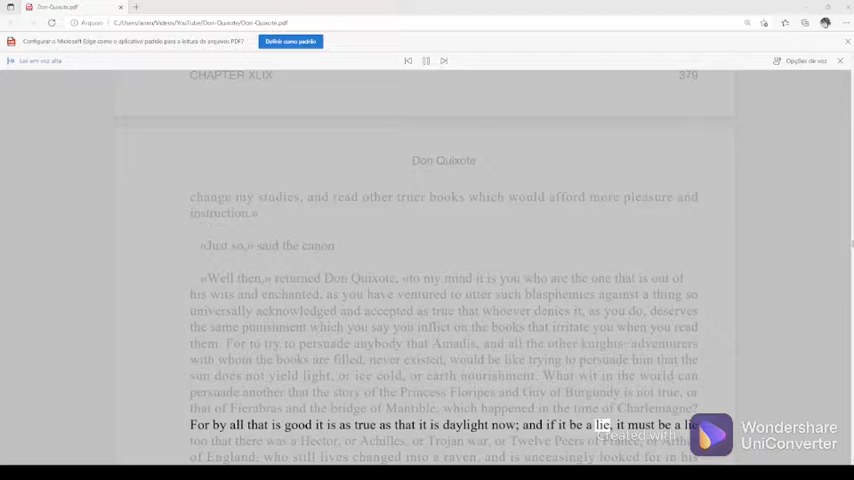 Don-Quixote.pdf
Arquivo
C:/Users/
/Videos/YouTube/Don-Quixote/Don-Quixote.pdf
Configurar o Microsoft Edge como o aplicativo padrão para a leitura de arquivos PDF?
Definir como padrão
Ler em voz alta
Opções de voz
CHAPTER XLIX
379
Don Quixote
change my studies, and read other truer books which would afford more pleasure and
instruction.»
«Just so,» said the canon
«Well then,» returned Don Quixote, «to my mind it is you who are the one that is out of
his wits and enchanted, as you have ventured to utter such blasphemies against a thing so
universally acknowledged and accepted as true that whoever denies it, as you do, deserves
the same punishment which you say you inflict on the books that irritate you when you read
them. For to try to persuade anybody that Amadis, and all the other knights-adventurers
with whom the books are filled, never existed, would be like trying to persuade him that the
sun does not yield light, or ice cold, or earth nourishment. What wit in the world can
persuade another that the story of the Princess Floripes and Guy of Burgundy is not true, or
that of Fierabras and the bridge of Mantible, which happened in the time of Charlemagne?
For by all that is good it is as true as that it is daylight now; and if it be a lie, it must be a lie
too that there was a Hector, or Achilles, or Trojan war, or Twelve Peers of France, or Arthur
of England, who still lives changed into a raven, and is unceasingly looked for in his
Created with
Wondershare
UniConverter